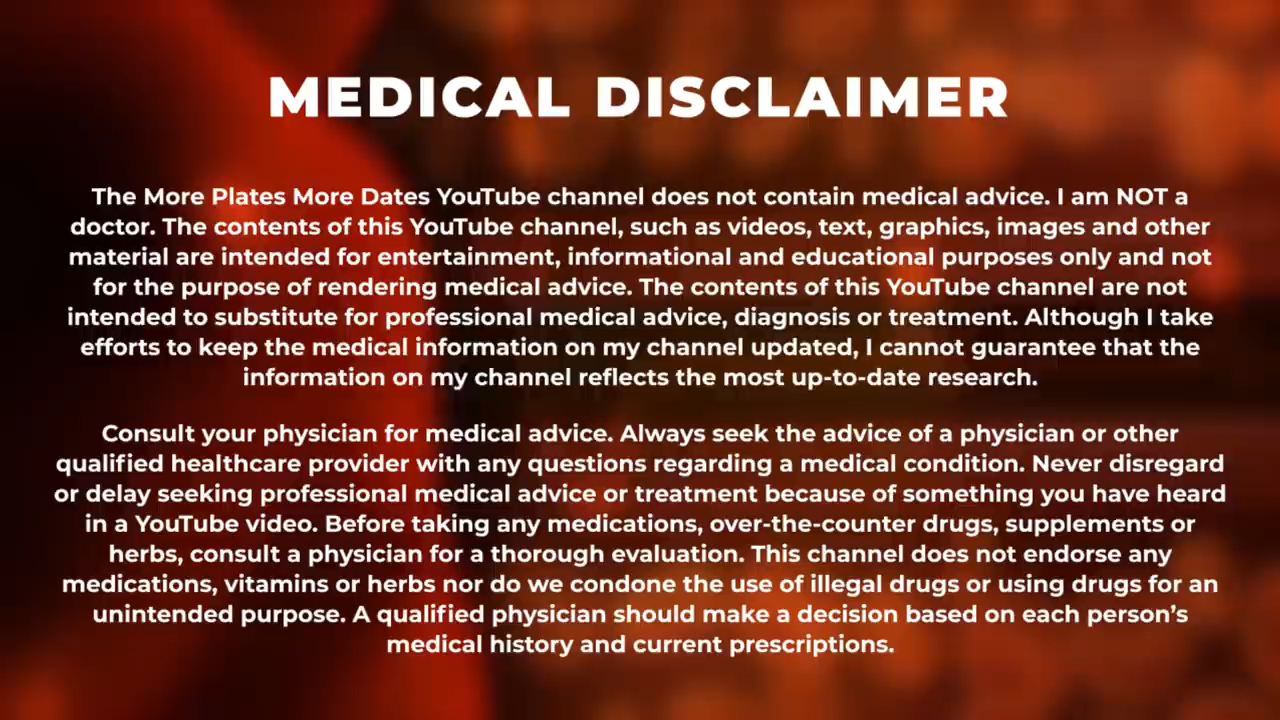 MEDICAL DISCLAIMER
The More Plates More Dates YouTube channel does not contain medical advice. I am NOT a
doctor. The contents of this YouTube channel, such as videos, text, graphics, images and other
material are intended for entertainment, informational and educational purposes only and not
for the purpose of rendering medical advice. The contents of this YouTube channel are not
intended to substitute for professional medical advice, diagnosis or treatment. Although I take
efforts to keep the medical information on my channel updated, I cannot guarantee that the
information on my channel reflects the most up-to-date research.
Consult your physician for medical advice. Always seek the advice of a physician or other
qualified healthcare provider with any questions regarding a medical condition. Never disregard
or delay seeking professional medical advice or treatment because of something you have heard
in a YouTube video. Before taking any medications, over-the-counter drugs, supplements or
herbs, consult a physician for a thorough evaluation. This channel does not endorse any
medications, vitamins or herbs nor do we condone the use of illegal drugs or using drugs for an
unintended purpose. A qualified physician should make a decision based on each person’s
medical history and current prescriptions.